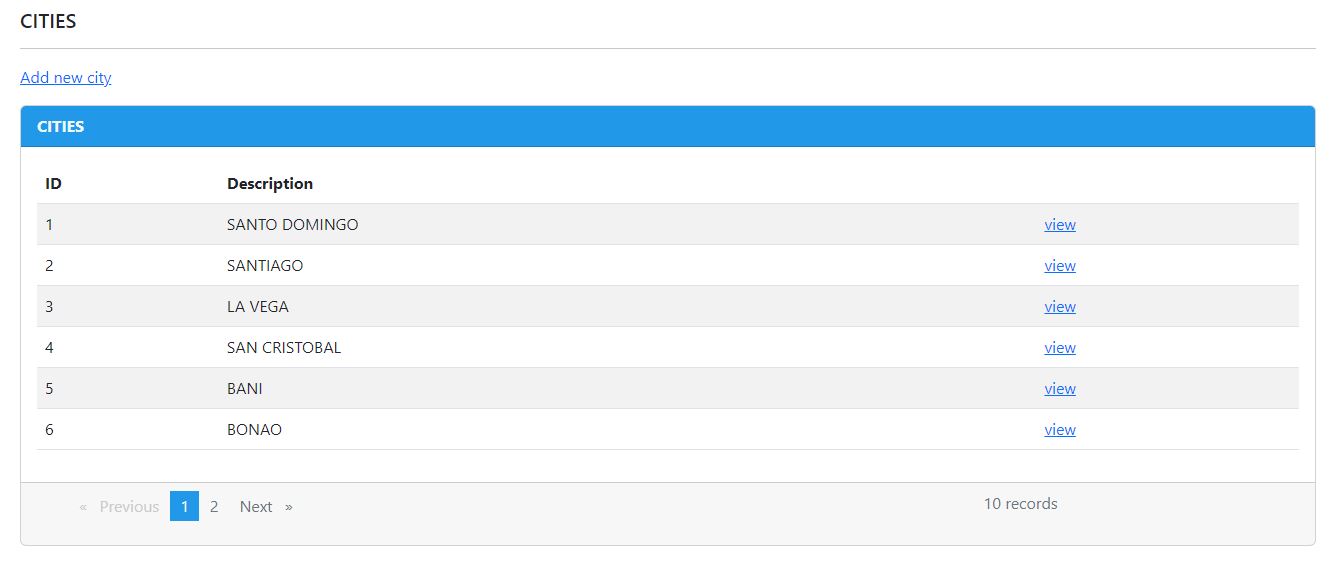 CITIES
Add new city
CITIES
ID Description
1 SANTO DOMINGO view
2 SANTIAGO view
3 LA VEGA view
4 SAN CRISTOBAL view
5 BANI view
6 BONAO view
« Previous 1 2 Next » 10 records